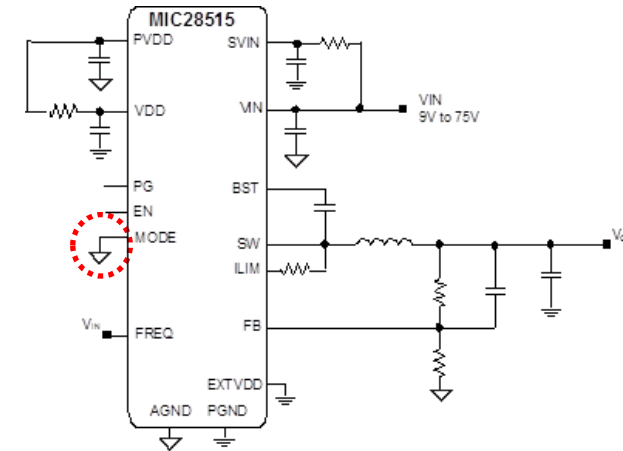 MIC28515
PVDD
SVIN
VDD
VIN
VIN
9V to 75V
PG
BST
EN
MODE
SW
ILIM
VIN
FREQ
FB
EXTVDD
AGND PGND